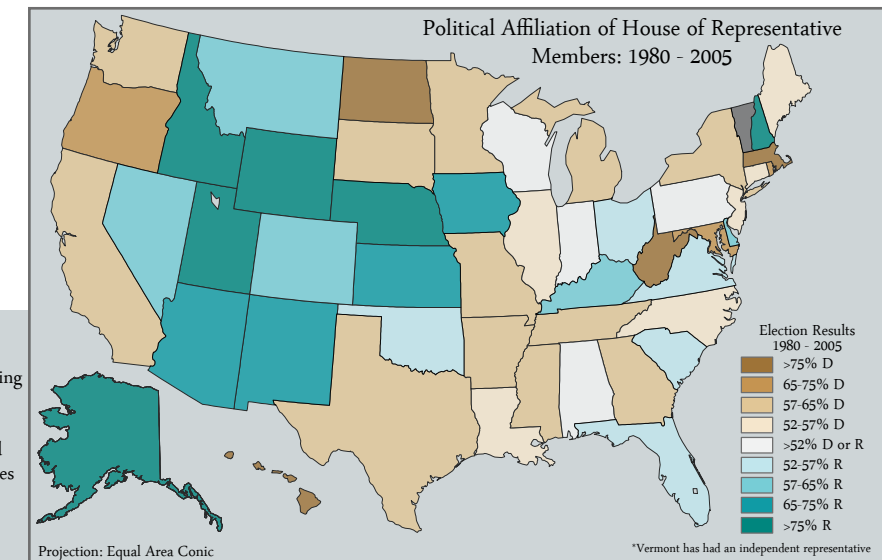 Political Affiliation of House of Representative
Members: 1980 - 2005
ing
l
es
Election Results
1980 - 2005
>75% D
65-75% D
57-65% D
52-57% D
>52% D or R
52-57% R
57-65% R
65-75% R
>75% R
Projection: Equal Area Conic
*Vermont has had an independent representative